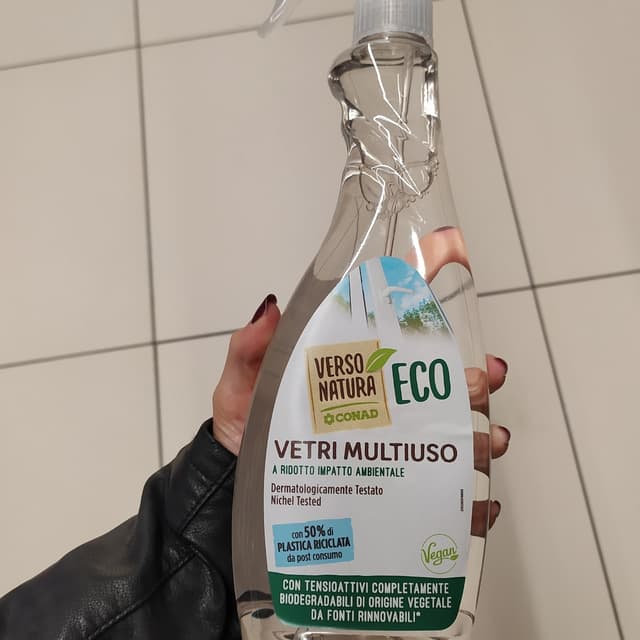 VERSO
NATURA
CONAD
ECO
VETRI MULTIUSO
A RIDOTTO IMPATTO AMBIENTALE
Dermatologicamente Testato
Nichel Tested
con 50% di
PLASTICA RICICLATA
da post consumo
Vegan
CON TENSIOATTIVI COMPLETAMENTE
BIODEGRADABILI DI ORIGINE VEGETALE
DA FONTI RINNOVABILI*